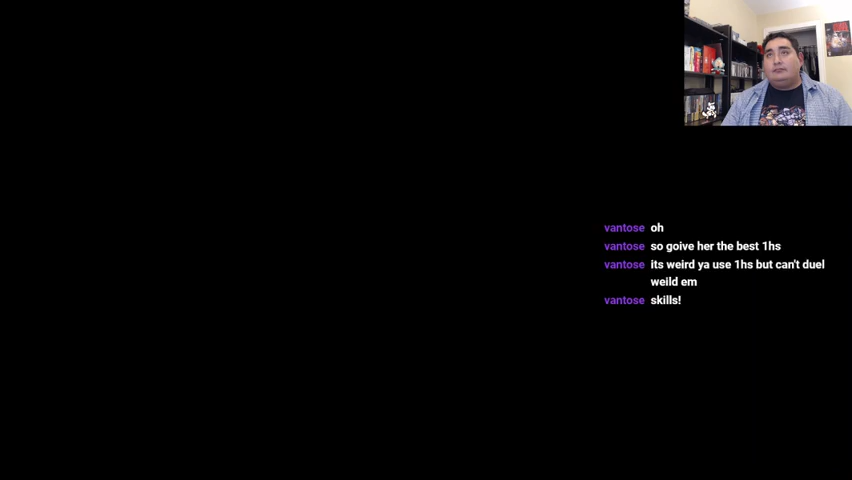 vantose oh
vantose so goive her the best 1hs
vantose its weird ya use 1hs but can't duel
weild em
vantose skills!